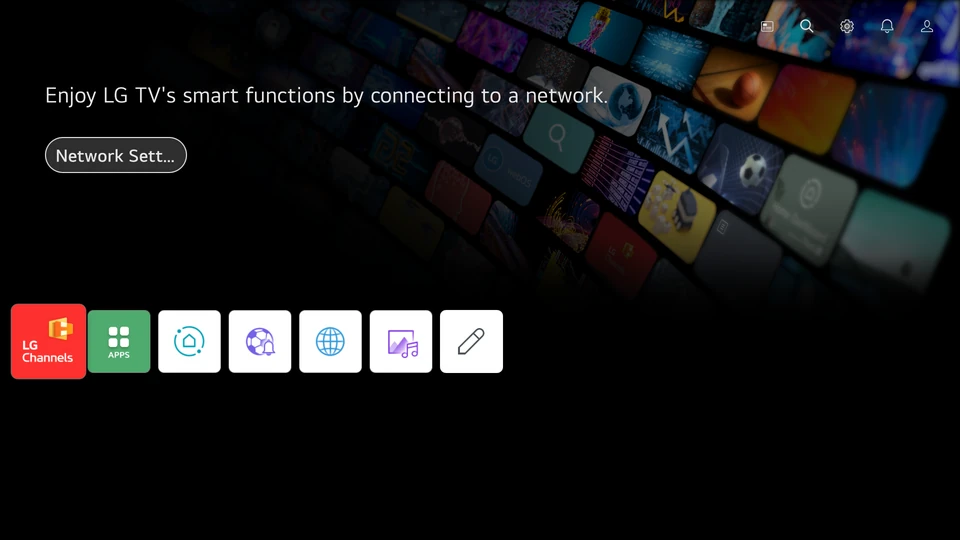 Enjoy LG TV's smart functions by connecting to a network.
Network Sett...
LG
Channels
APPS